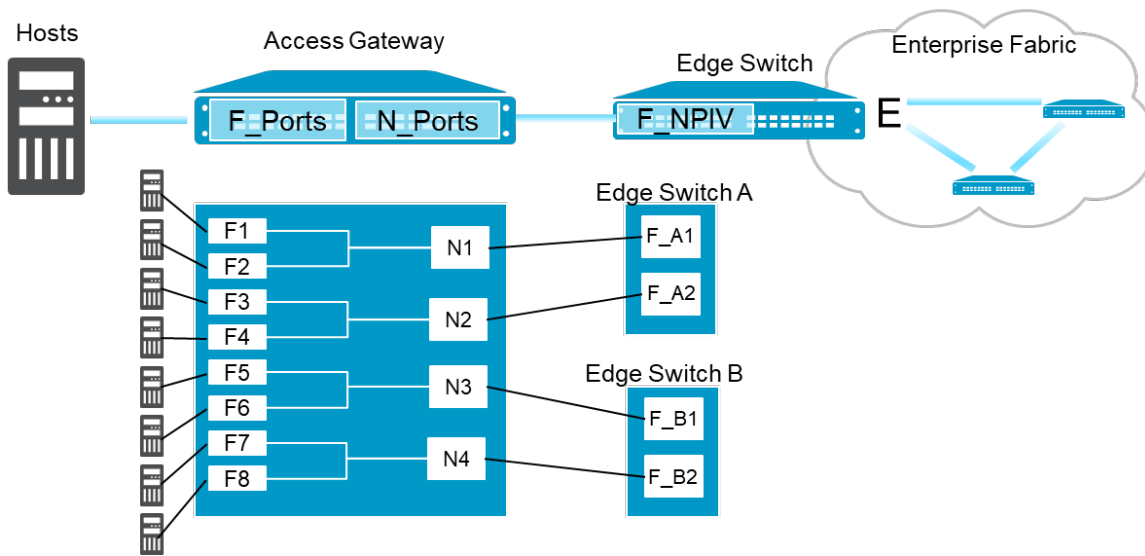 Hosts
Access Gateway
Edge Switch
Enterprise Fabric
F_Ports
N_Ports
F_NPIV
E
Edge Switch A
F1
F2
F3
F4
F5
F6
F7
F8
N1
N2
N3
N4
F_A1
F_A2
Edge Switch B
F_B1
F_B2